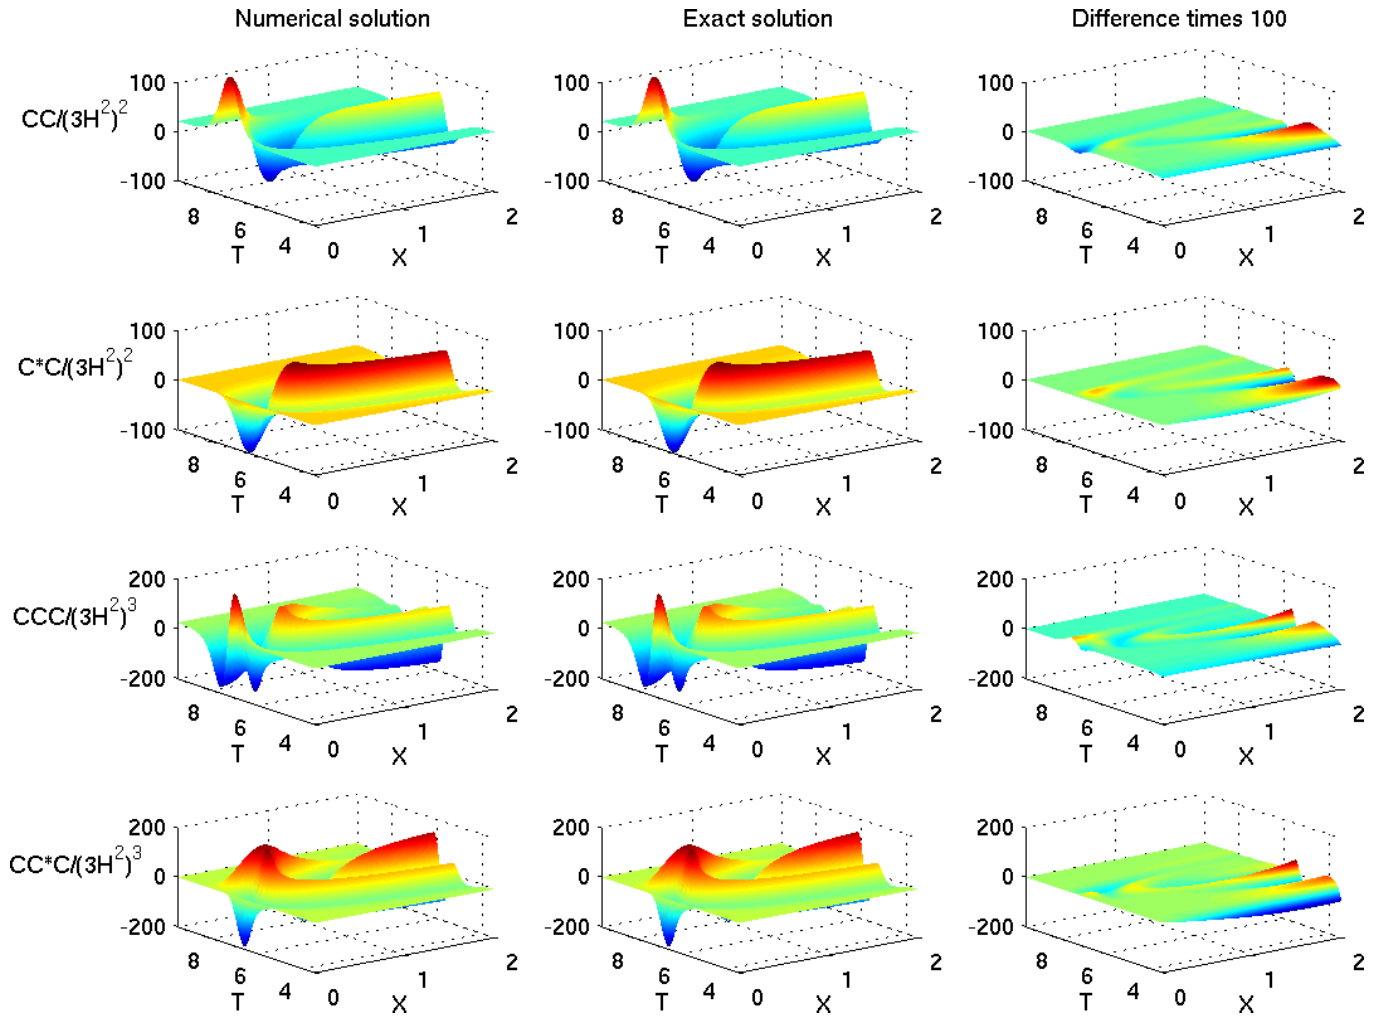 Numerical solution Exact solution Difference times 100
CC/(3H²)²
100 0 -100 8 6 4 T 0 1 2 X
100 0 -100 8 6 4 T 0 1 2 X
100 0 -100 8 6 4 T 0 1 2 X
C*C/(3H²)²
100 0 -100 8 6 4 T 0 1 2 X
100 0 -100 8 6 4 T 0 1 2 X
100 0 -100 8 6 4 T 0 1 2 X
CCC/(3H²)³
200 0 -200 8 6 4 T 0 1 2 X
200 0 -200 8 6 4 T 0 1 2 X
200 0 -200 8 6 4 T 0 1 2 X
CC*C/(3H²)³
200 0 -200 8 6 4 T 0 1 2 X
200 0 -200 8 6 4 T 0 1 2 X
200 0 -200 8 6 4 T 0 1 2 X